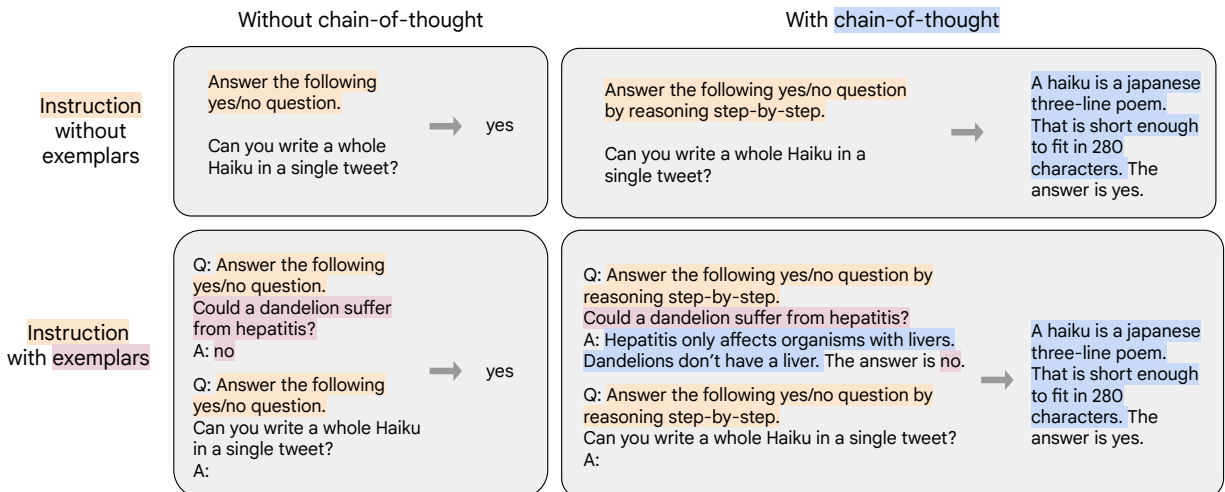 Without chain-of-thought
With chain-of-thought
Instruction
without
exemplars
Answer the following
yes/no question.
Can you write a whole
Haiku in a single tweet?
yes
Answer the following yes/no question
by reasoning step-by-step.
Can you write a whole Haiku in a
single tweet?
A haiku is a japanese
three-line poem.
That is short enough
to fit in 280
characters. The
answer is yes.
Instruction
with exemplars
Q: Answer the following
yes/no question.
Could a dandelion suffer
from hepatitis?
A: no
Q: Answer the following
yes/no question.
Can you write a whole Haiku
in a single tweet?
A:
yes
Q: Answer the following yes/no question by
reasoning step-by-step.
Could a dandelion suffer from hepatitis?
A: Hepatitis only affects organisms with livers.
Dandelions don’t have a liver. The answer is no.
Q: Answer the following yes/no question by
reasoning step-by-step.
Can you write a whole Haiku in a single tweet?
A:
A haiku is a japanese
three-line poem.
That is short enough
to fit in 280
characters. The
answer is yes.